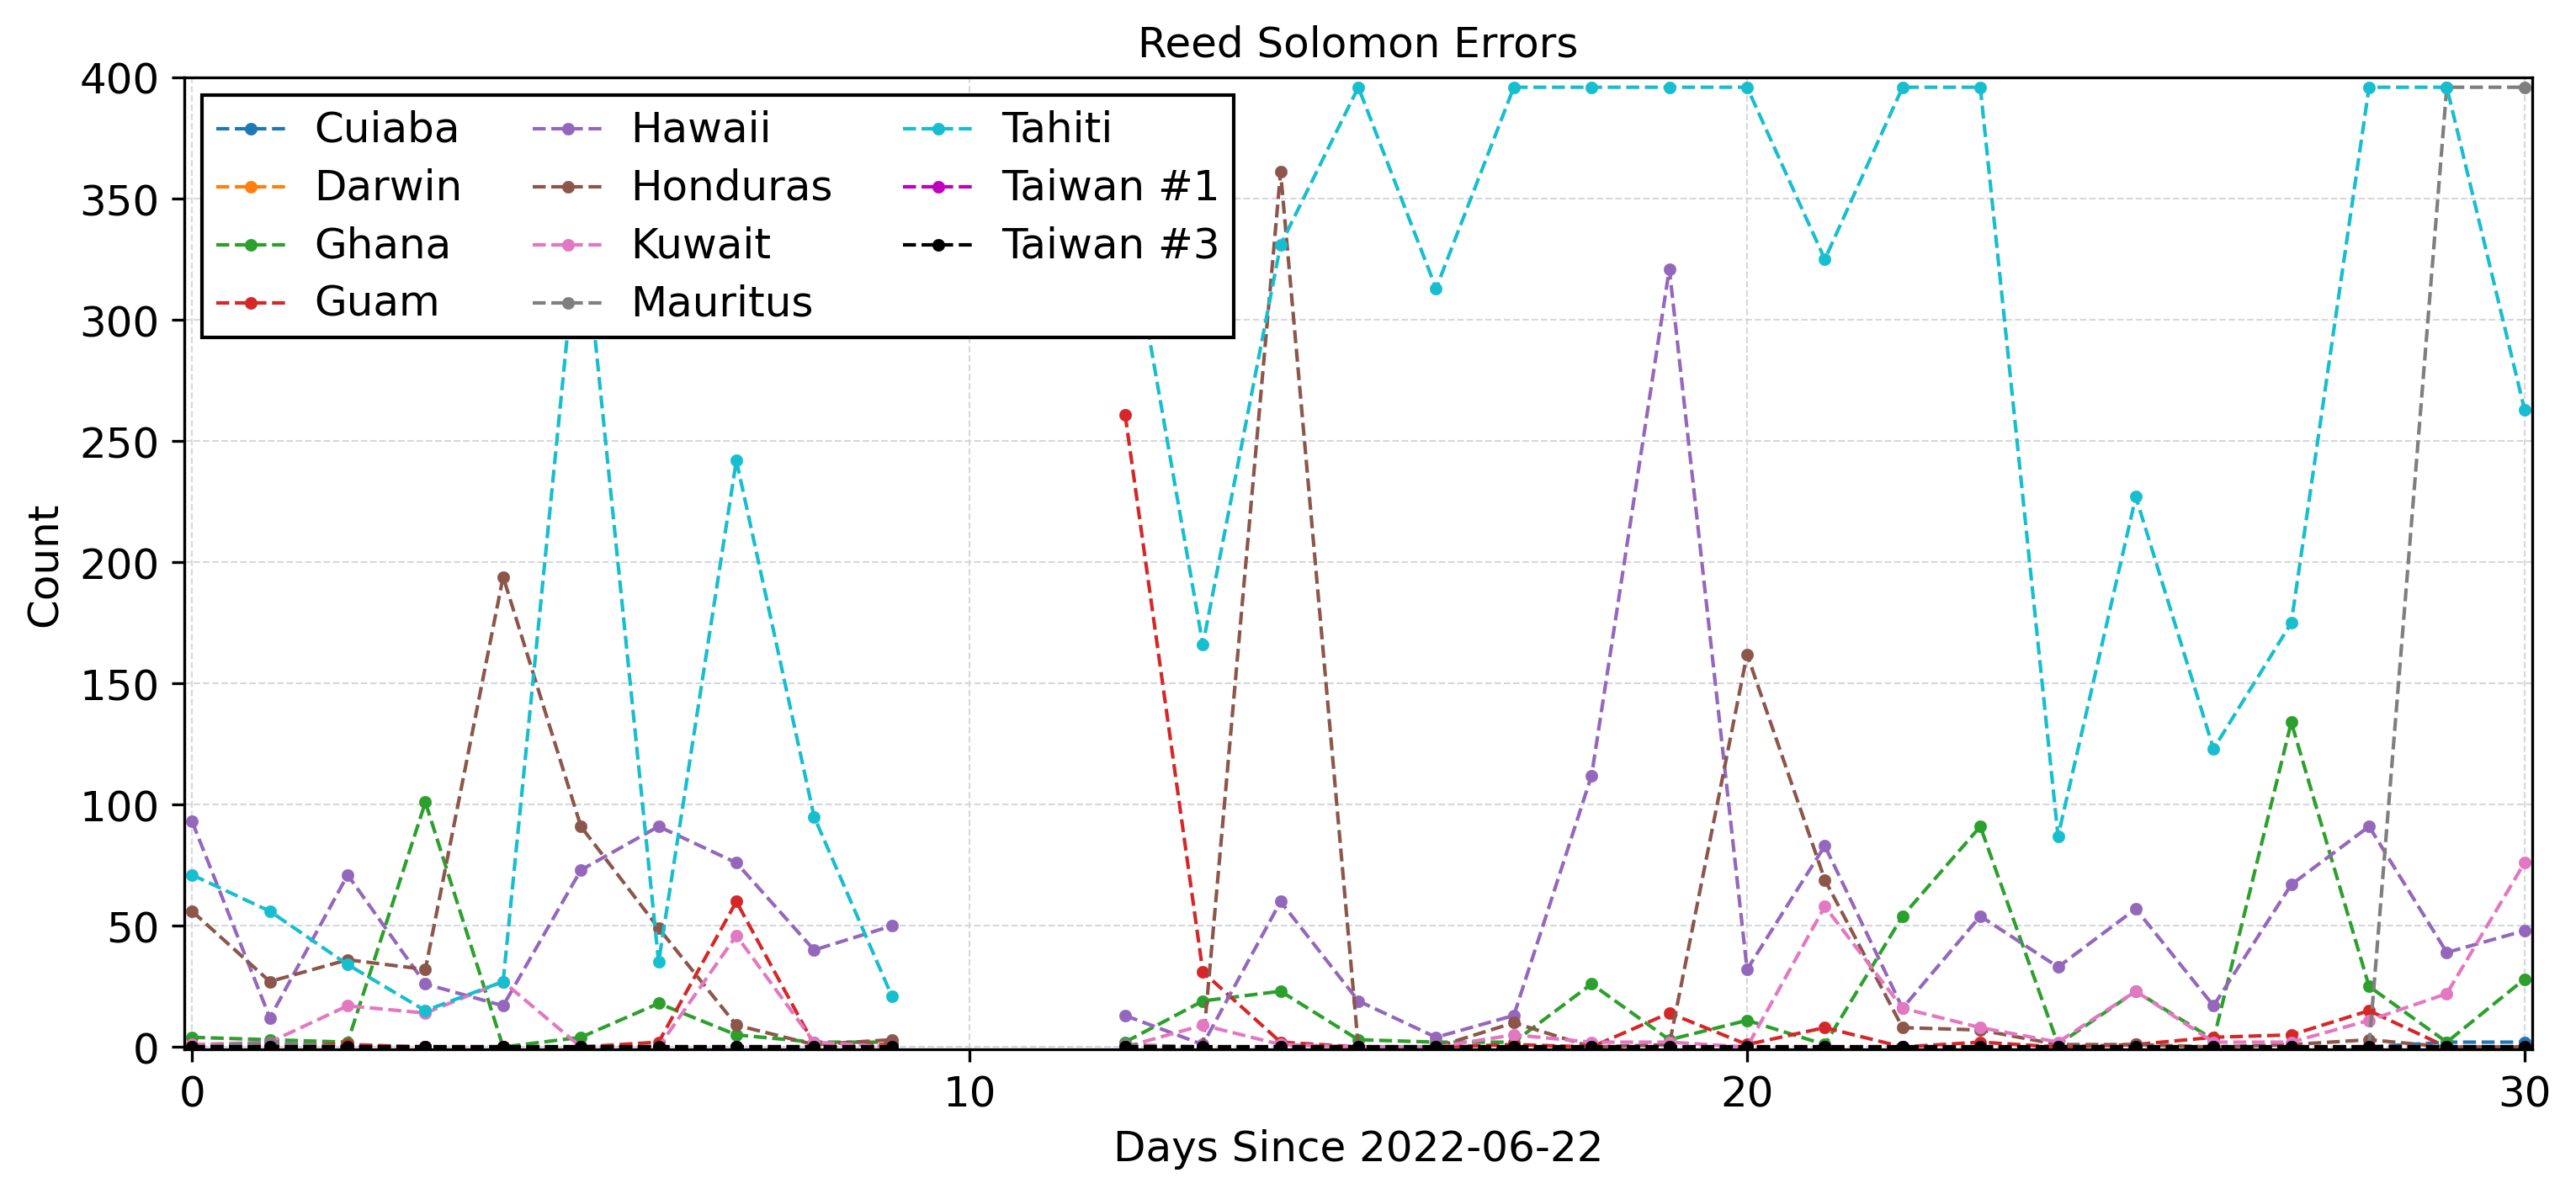 Reed Solomon Errors
400
350
300
250
200
150
100
50
0
Count
Cuiaba
Darwin
Ghana
Guam
Hawaii
Honduras
Kuwait
Mauritus
Tahiti
Taiwan #1
Taiwan #3
0 10 20 30
Days Since 2022-06-22